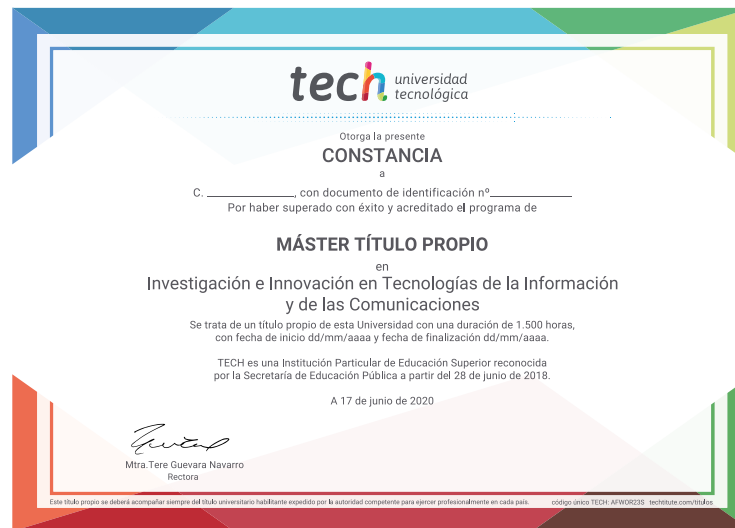 tech universidad
tecnológica
Otorga la presente
CONSTANCIA
a
C. ________________, con documento de identificación nº______________
Por haber superado con éxito y acreditado el programa de
MÁSTER TÍTULO PROPIO
en
Investigación e Innovación en Tecnologías de la Información
y de las Comunicaciones
Se trata de un título propio de esta Universidad con una duración de 1.500 horas,
con fecha de inicio dd/mm/aaaa y fecha de finalización dd/mm/aaaa.
TECH es una Institución Particular de Educación Superior reconocida
por la Secretaría de Educación Pública a partir del 28 de junio de 2018.
A 17 de junio de 2020
Mtra.Tere Guevara Navarro
Rectora
Este título propio se deberá acompañar siempre del título universitario habilitante expedido por la autoridad competente para ejercer profesionalmente en cada país. código único TECH: AFWOR23S techtitute.com/titulos